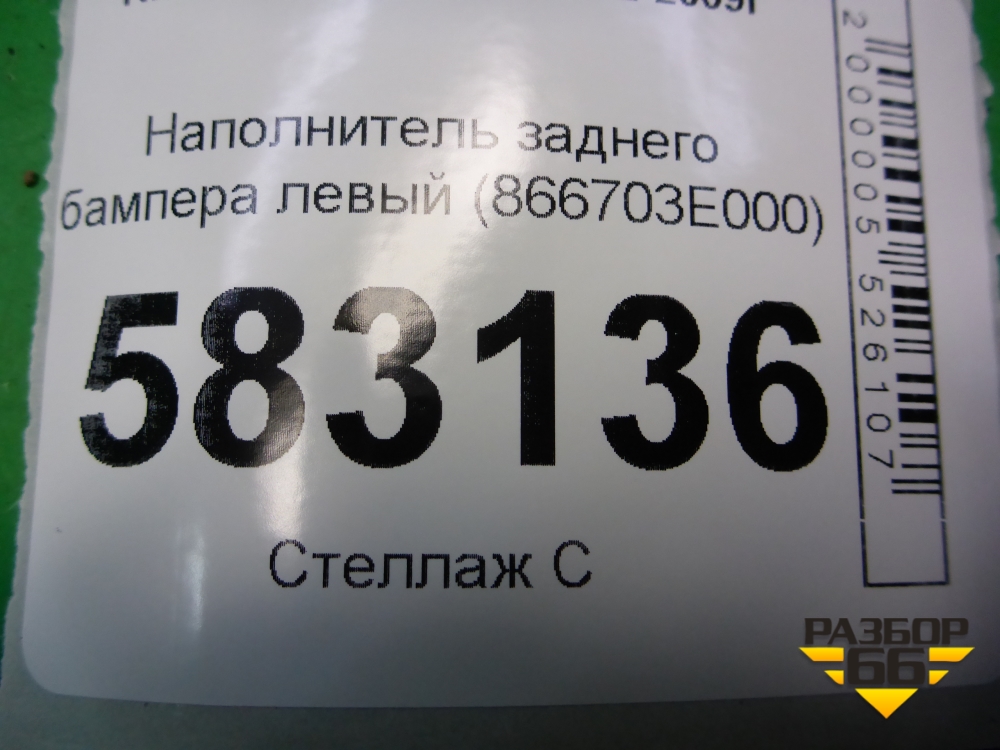 Наполнитель заднего
бампера левый (866703E000)
583136
Стеллаж С
2000005526107
РАЗБОР
66